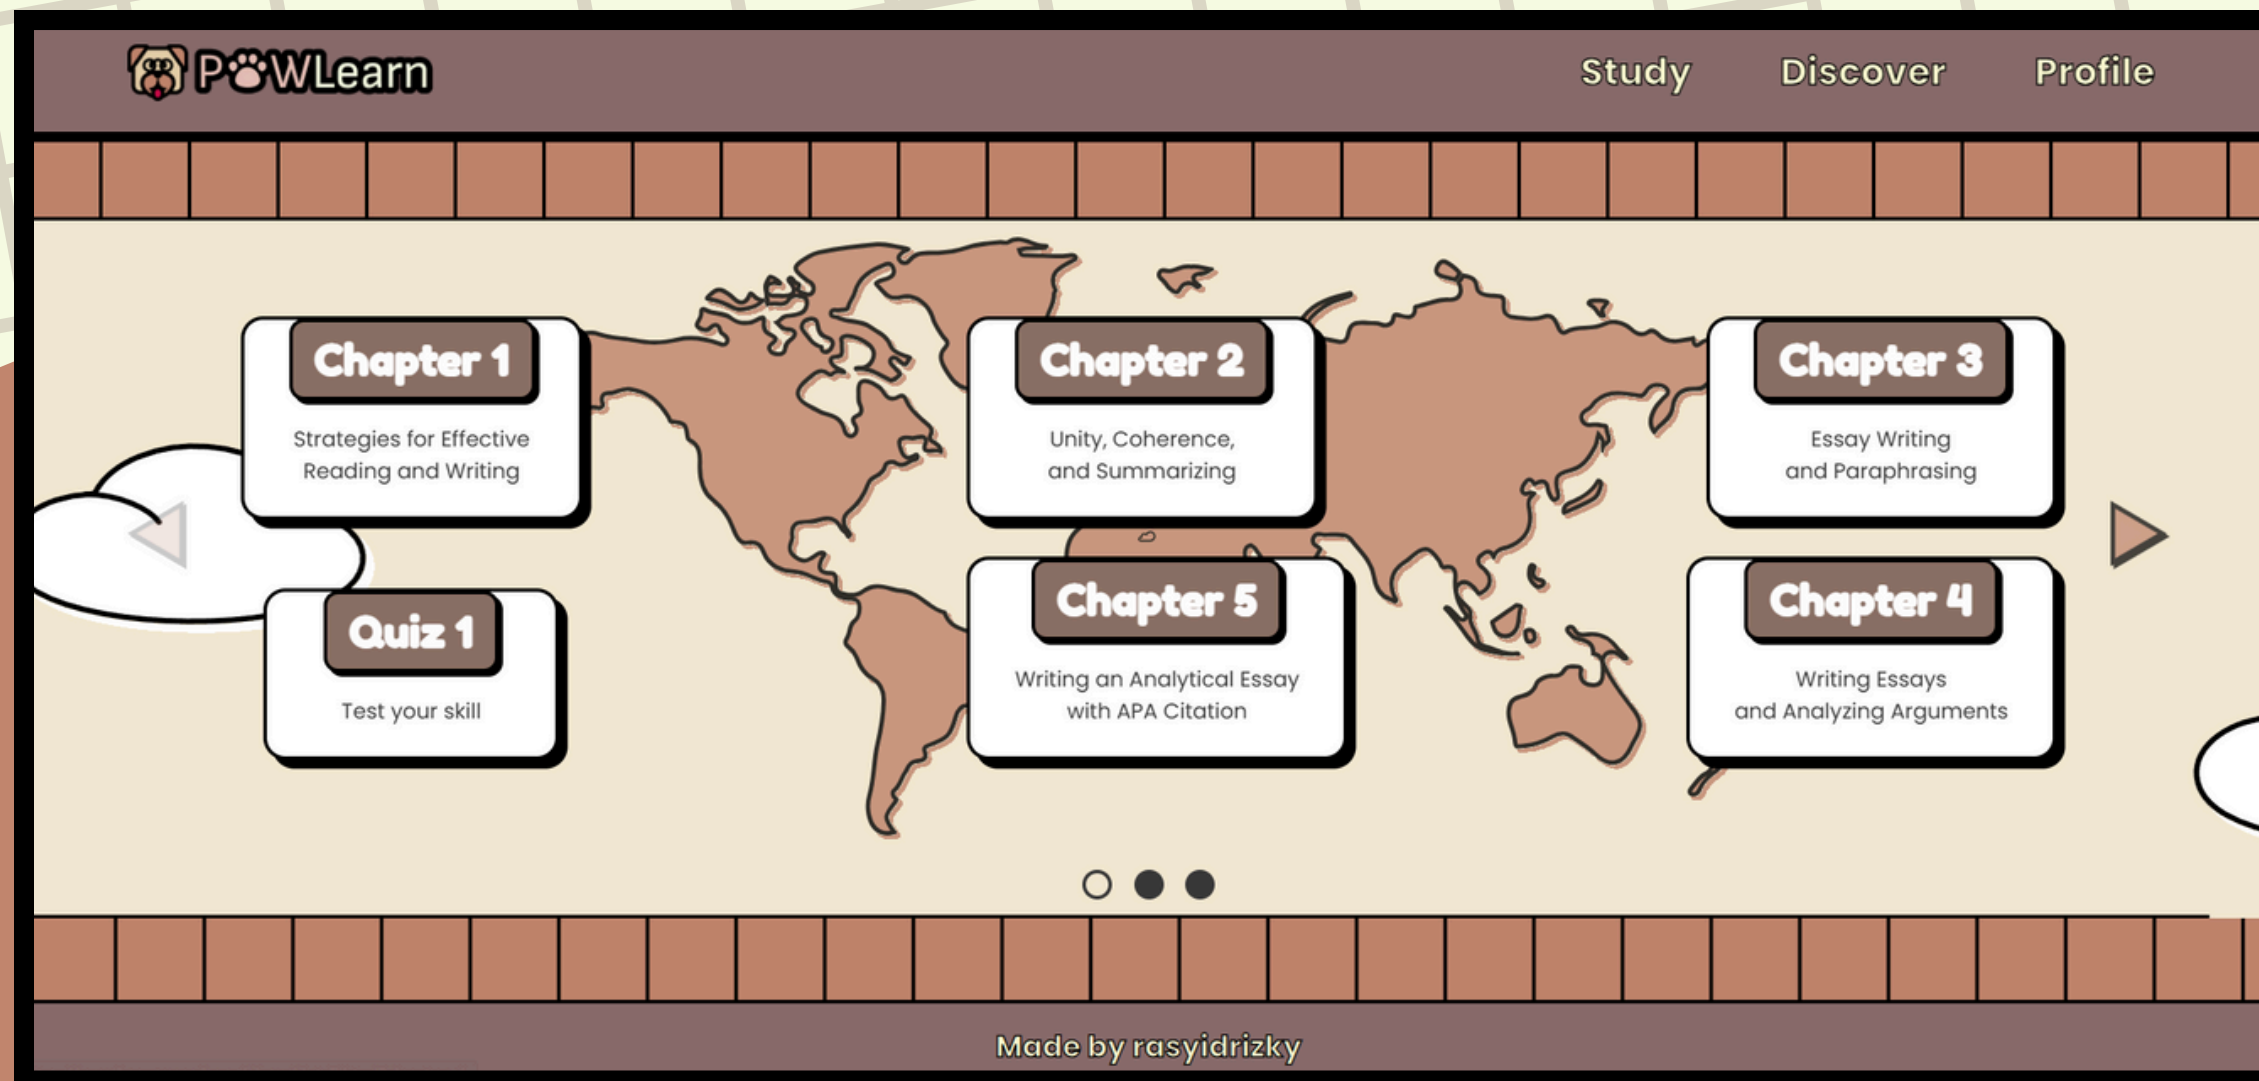 PAWLearn
Study
Discover
Profile
Chapter 1
Strategies for Effective
Reading and Writing
Chapter 2
Unity, Coherence,
and Summarizing
Chapter 3
Essay Writing
and Paraphrasing
Quiz 1
Test your skill
Chapter 5
Writing an Analytical Essay
with APA Citation
Chapter 4
Writing Essays
and Analyzing Arguments
Made by rasyidrizky